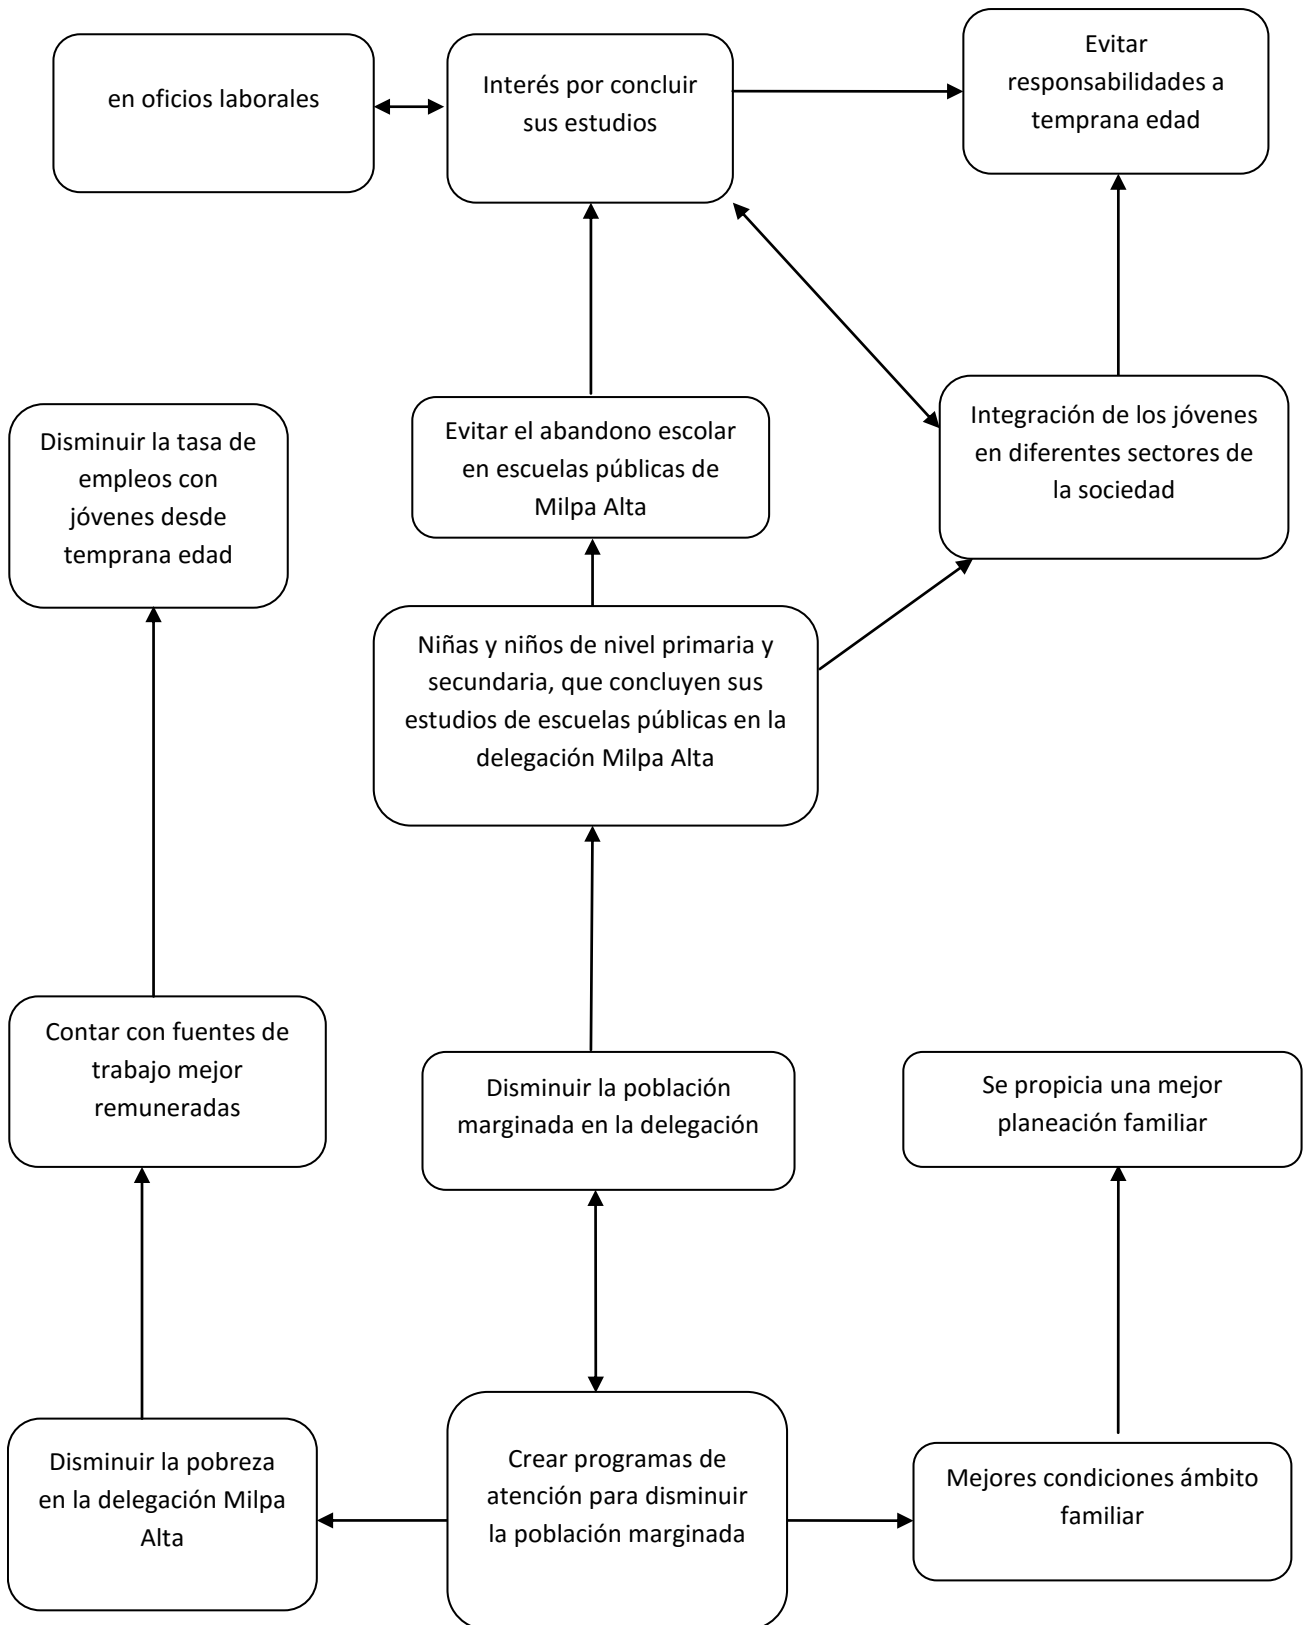 en oficios laborales
Interés por concluir
sus estudios
Evitar
responsabilidades a
temprana edad
Disminuir la tasa de
empleos con
jóvenes desde
temprana edad
Evitar el abandono escolar
en escuelas públicas de
Milpa Alta
Integración de los jóvenes
en diferentes sectores de
la sociedad
Niñas y niños de nivel primaria y
secundaria, que concluyen sus
estudios de escuelas públicas en la
delegación Milpa Alta
Contar con fuentes de
trabajo mejor
remuneradas
Disminuir la población
marginada en la delegación
Se propicia una mejor
planeación familiar
Disminuir la pobreza
en la delegación Milpa
Alta
Crear programas de
atención para disminuir
la población marginada
Mejores condiciones ámbito
familiar